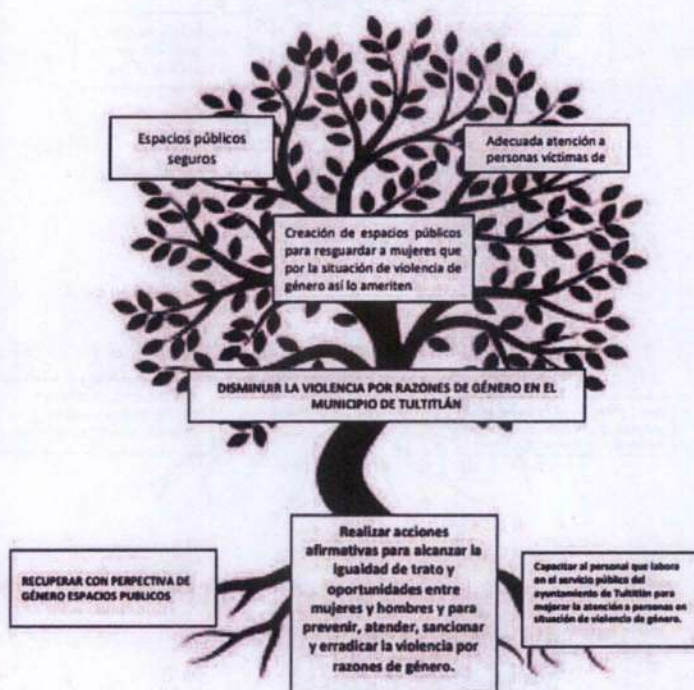 Espacios públicos
seguros
Adecuada atención a
personas víctimas de
Creación de espacios públicos
para resguardar a mujeres que
por la situación de violencia de
género así lo ameriten
DISMINUIR LA VIOLENCIA POR RAZONES DE GÉNERO EN EL
MUNICIPIO DE TULTITLÁN
RECUPERAR CON PERPECTIVA DE
GÉNERO ESPACIOS PUBLICOS
Realizar acciones
afirmativas para alcanzar la
igualdad de trato y
oportunidades entre
mujeres y hombres y para
prevenir, atender, sancionar
y erradicar la violencia por
razones de género.
Capacitar al personal que labora
en el servicio público del
ayuntamiento de Tultitlán para
mejorar la atención a personas en
situación de violencia de género.